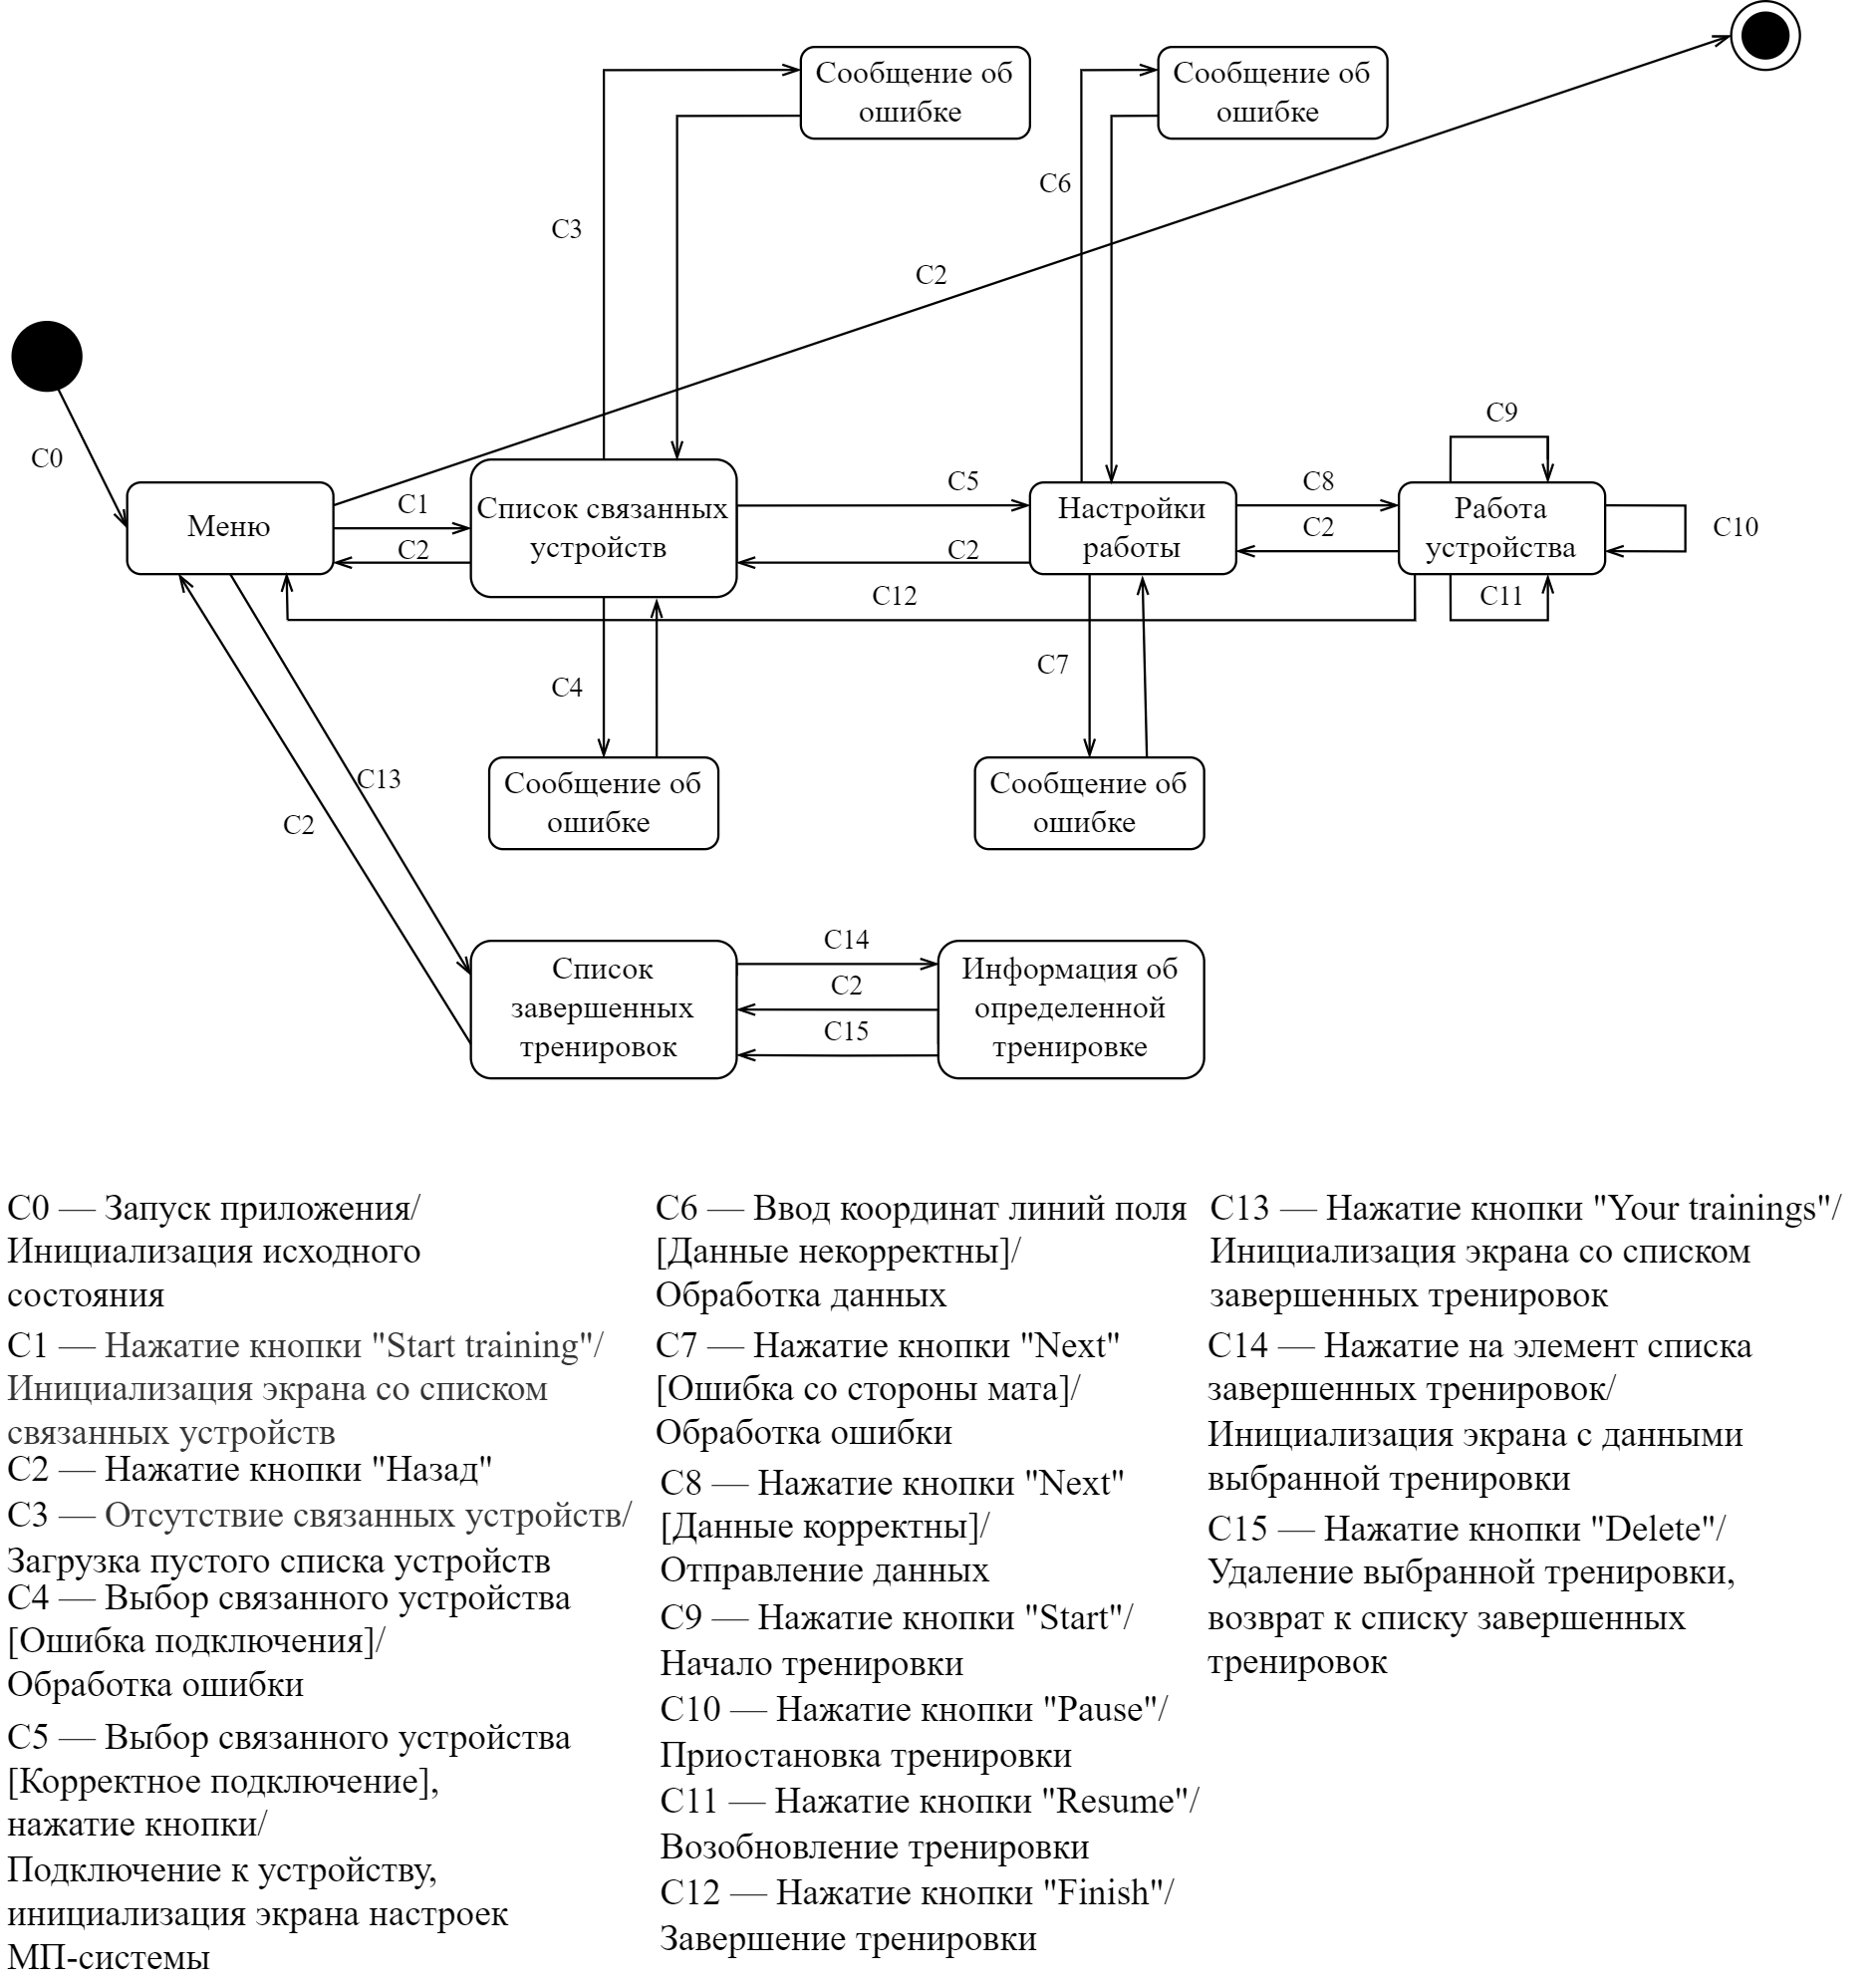 Сообщение об
ошибке
Сообщение об
ошибке
C6
C3
C2
C9
C0
C5
C8
C1
Список связанных
устройств
Настройки
работы
Работа
устройства
Меню
C10
C2
C2
C2
C12
C11
C7
C4
C13
Сообщение об
ошибке
Сообщение об
ошибке
C2
C14
Список
завершенных
тренировок
Информация об
определенной
тренировке
C2
C15
C0 — Запуск приложения/
Инициализация исходного
состояния
C1 — Нажатие кнопки "Start training"/
Инициализация экрана со списком
связанных устройств
C2 — Нажатие кнопки "Назад"
C3 — Отсутствие связанных устройств/
Загрузка пустого списка устройств
C4 — Выбор связанного устройства
[Ошибка подключения]/
Обработка ошибки
C5 — Выбор связанного устройства
[Корректное подключение],
нажатие кнопки/
Подключение к устройству,
инициализация экрана настроек
МП-системы
C6 — Ввод координат линий поля
[Данные некорректны]/
Обработка данных
C7 — Нажатие кнопки "Next"
[Ошибка со стороны мата]/
Обработка ошибки
C8 — Нажатие кнопки "Next"
[Данные корректны]/
Отправление данных
C9 — Нажатие кнопки "Start"/
Начало тренировки
C10 — Нажатие кнопки "Pause"/
Приостановка тренировки
C11 — Нажатие кнопки "Resume"/
Возобновление тренировки
C12 — Нажатие кнопки "Finish"/
Завершение тренировки
C13 — Нажатие кнопки "Your trainings"/
Инициализация экрана со списком
завершенных тренировок
C14 — Нажатие на элемент списка
завершенных тренировок/
Инициализация экрана с данными
выбранной тренировки
C15 — Нажатие кнопки "Delete"/
Удаление выбранной тренировки,
возврат к списку завершенных
тренировок